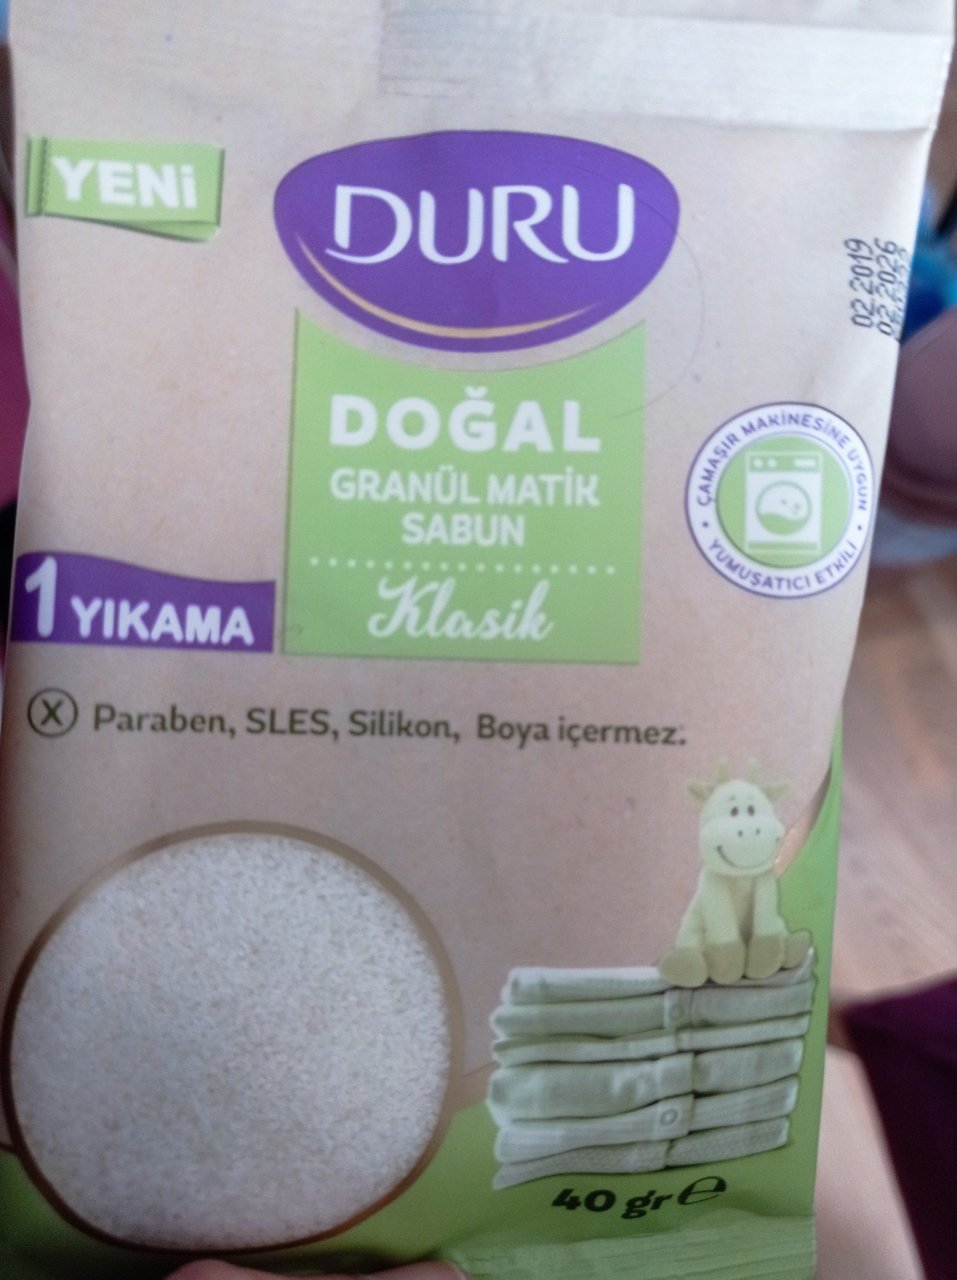 YENİ
DURU
02.2019
02.2026
DOĞAL
GRANÜL MATİK
SABUN
Klasik
ÇAMAŞIR MAKİNESİNE UYGUN
YUMUŞATICI ETKİLİ
1 YIKAMA
X Paraben, SLES, Silikon, Boya içermez.
40 gr ℮